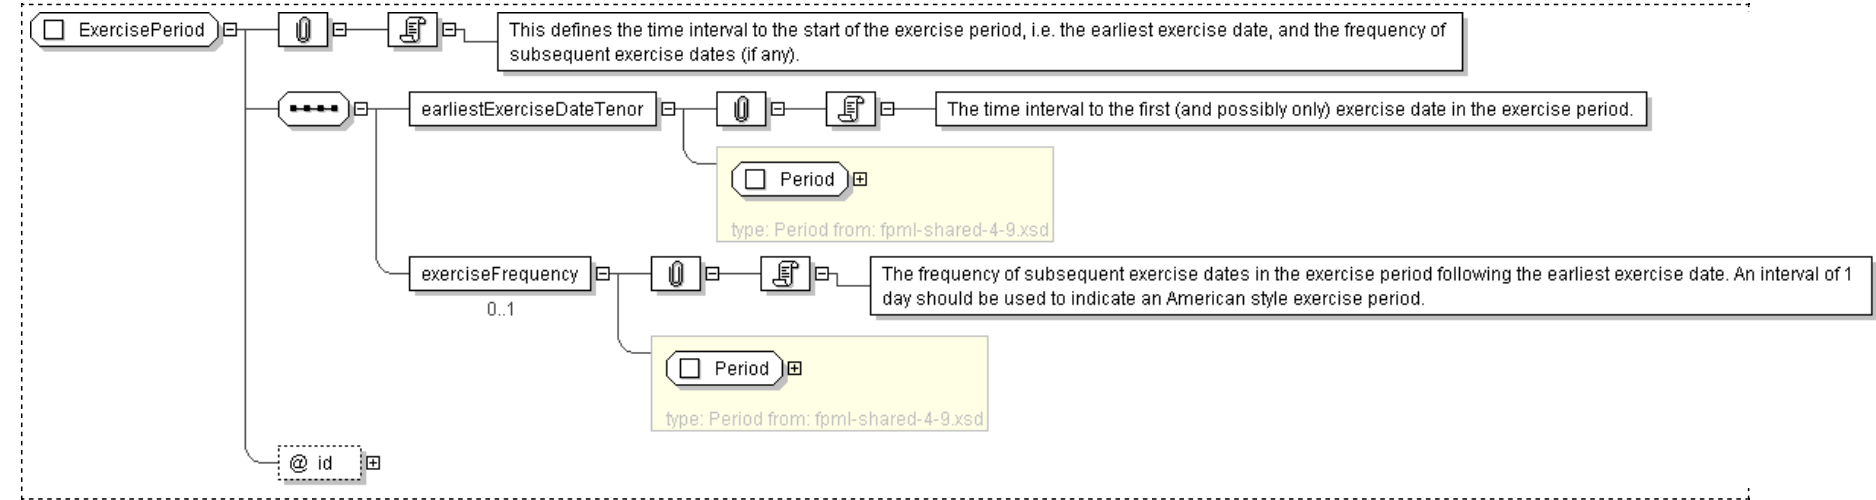 ExercisePeriod
This defines the time interval to the start of the exercise period, i.e. the earliest exercise date, and the frequency of
subsequent exercise dates (if any).
earliestExerciseDateTenor
The time interval to the first (and possibly only) exercise date in the exercise period.
Period
type: Period from: fpml-shared-4-9.xsd
exerciseFrequency
0..1
The frequency of subsequent exercise dates in the exercise period following the earliest exercise date. An interval of 1
day should be used to indicate an American style exercise period.
Period
type: Period from: fpml-shared-4-9.xsd
@ id